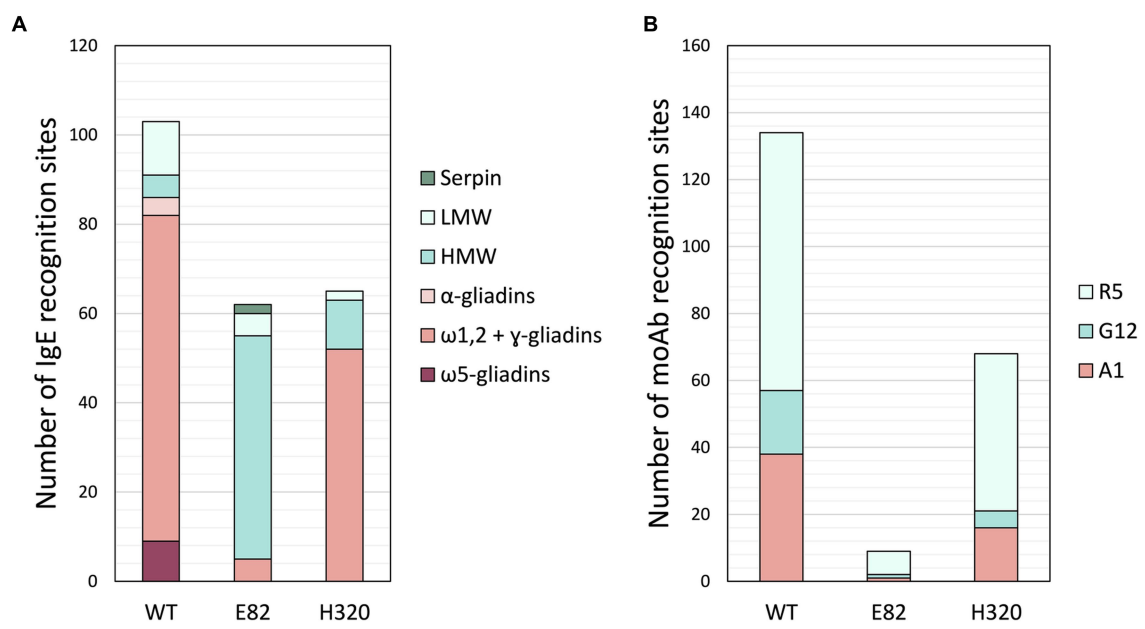 A
Number of IgE recognition sites
120
100
80
60
40
20
0
WT
E82
H320
Serpin
LMW
HMW
α-gliadins
ω1,2 + ɣ-gliadins
ω5-gliadins
B
Number of moAb recognition sites
160
140
120
100
80
60
40
20
0
WT
E82
H320
R5
G12
A1